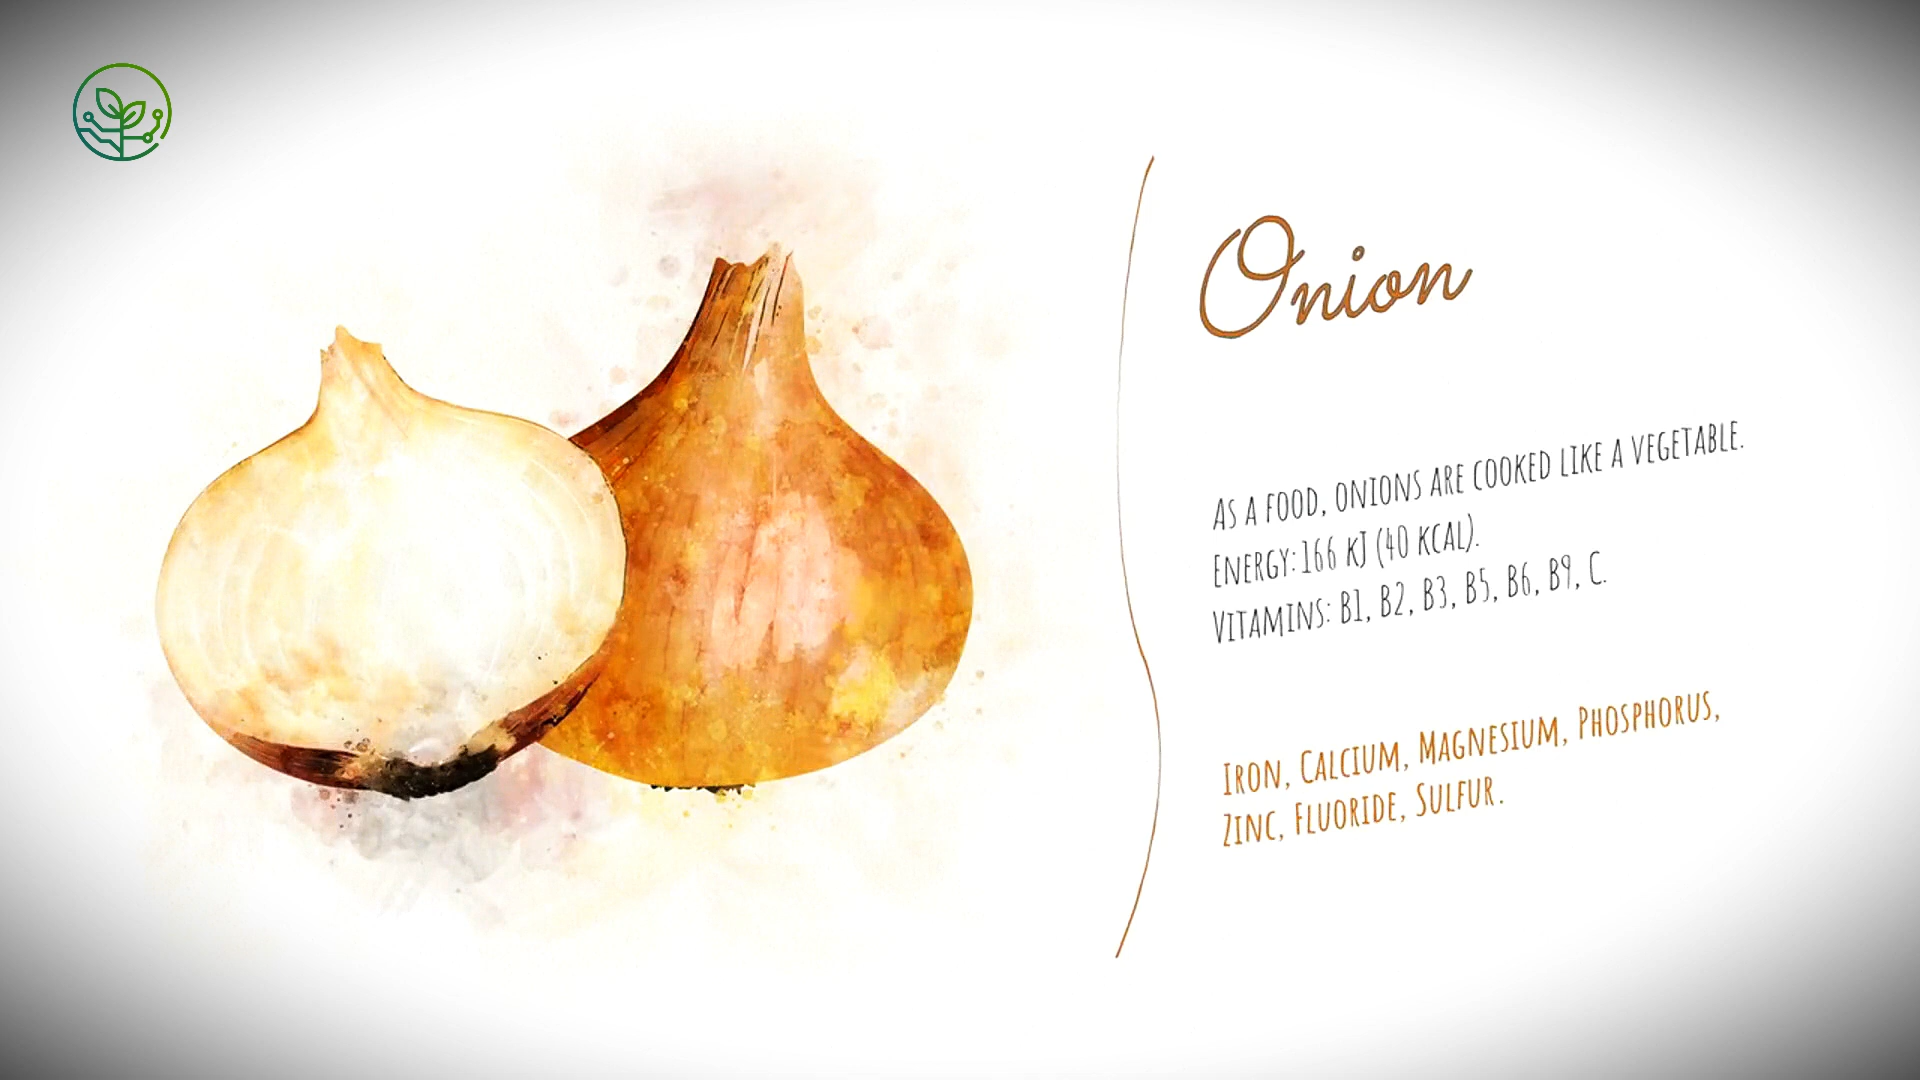 Onion
As a food, onions are cooked like a vegetable.
Energy: 166 kJ (40 kcal).
Vitamins: B1, B2, B3, B5, B6, B9, C.
Iron, Calcium, Magnesium, Phosphorus,
Zinc, Fluoride, Sulfur.